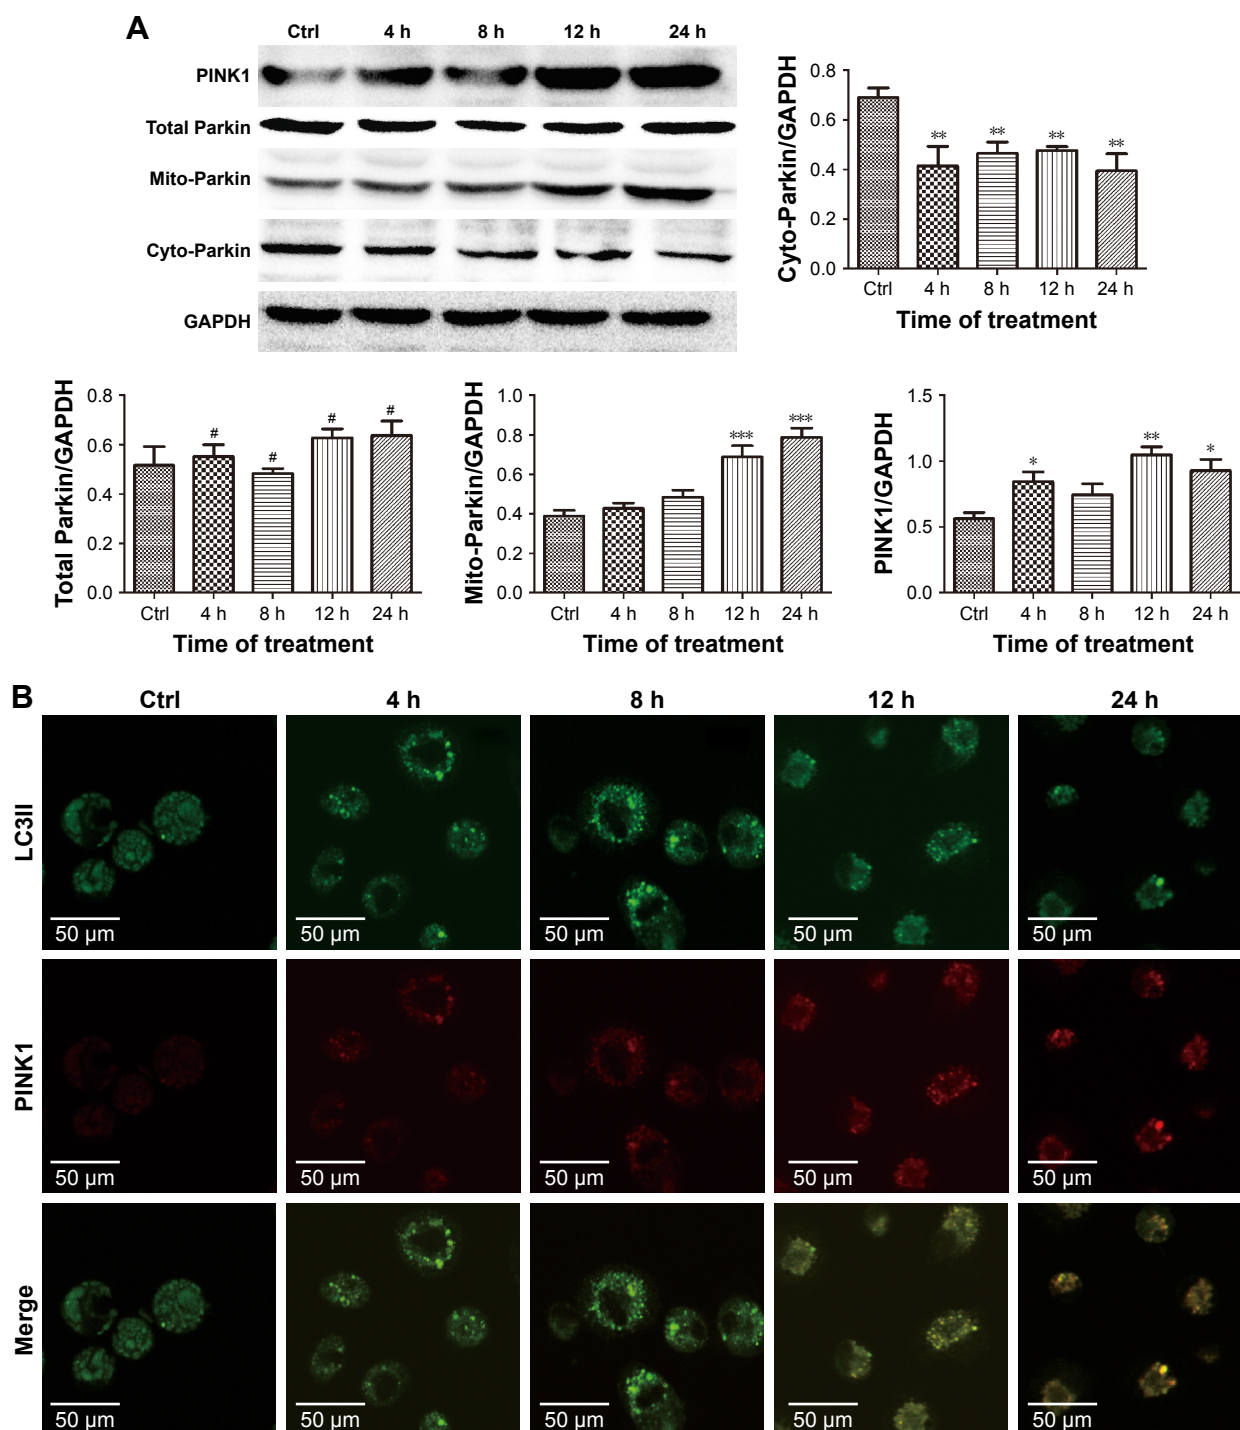 A
Ctrl 4 h 8 h 12 h 24 h
PINK1
Total Parkin
Mito-Parkin
Cyto-Parkin
GAPDH
Cyto-Parkin/GAPDH
0.8
0.6
0.4
0.2
0.0
** ** ** **
Ctrl 4 h 8 h 12 h 24 h
Time of treatment
Total Parkin/GAPDH
0.8
0.6
0.4
0.2
0.0
# # # #
Ctrl 4 h 8 h 12 h 24 h
Time of treatment
Mito-Parkin/GAPDH
1.0
0.8
0.6
0.4
0.2
0.0
*** ***
Ctrl 4 h 8 h 12 h 24 h
Time of treatment
PINK1/GAPDH
1.5
1.0
0.5
0.0
* ** *
Ctrl 4 h 8 h 12 h 24 h
Time of treatment
B
Ctrl 4 h 8 h 12 h 24 h
LC3II
50 µm 50 µm 50 µm 50 µm 50 µm
PINK1
50 µm 50 µm 50 µm 50 µm 50 µm
Merge
50 µm 50 µm 50 µm 50 µm 50 µm